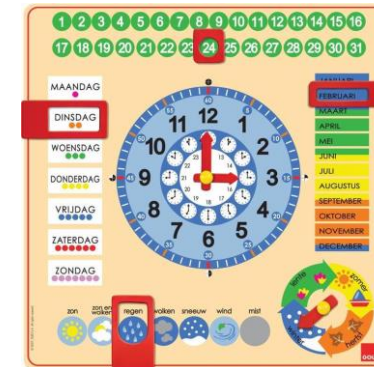 1 2 3 4 5 6 7 8 9 10 11 12 13 14 15 16
17 18 19 20 21 22 23 24 25 26 27 28 29 30 31
MAANDAG
DINSDAG
WOENSDAG
DONDERDAG
VRIJDAG
ZATERDAG
ZONDAG
12
1
2
3
4
5
6
7
8
9
10
11
JANUARI
FEBRUARI
MAART
APRIL
MEI
JUNI
JULI
AUGUSTUS
SEPTEMBER
OKTOBER
NOVEMBER
DECEMBER
zon
zon en wolken
regen
wolken
sneeuw
wind
mist
lente
zomer
herfst
winter